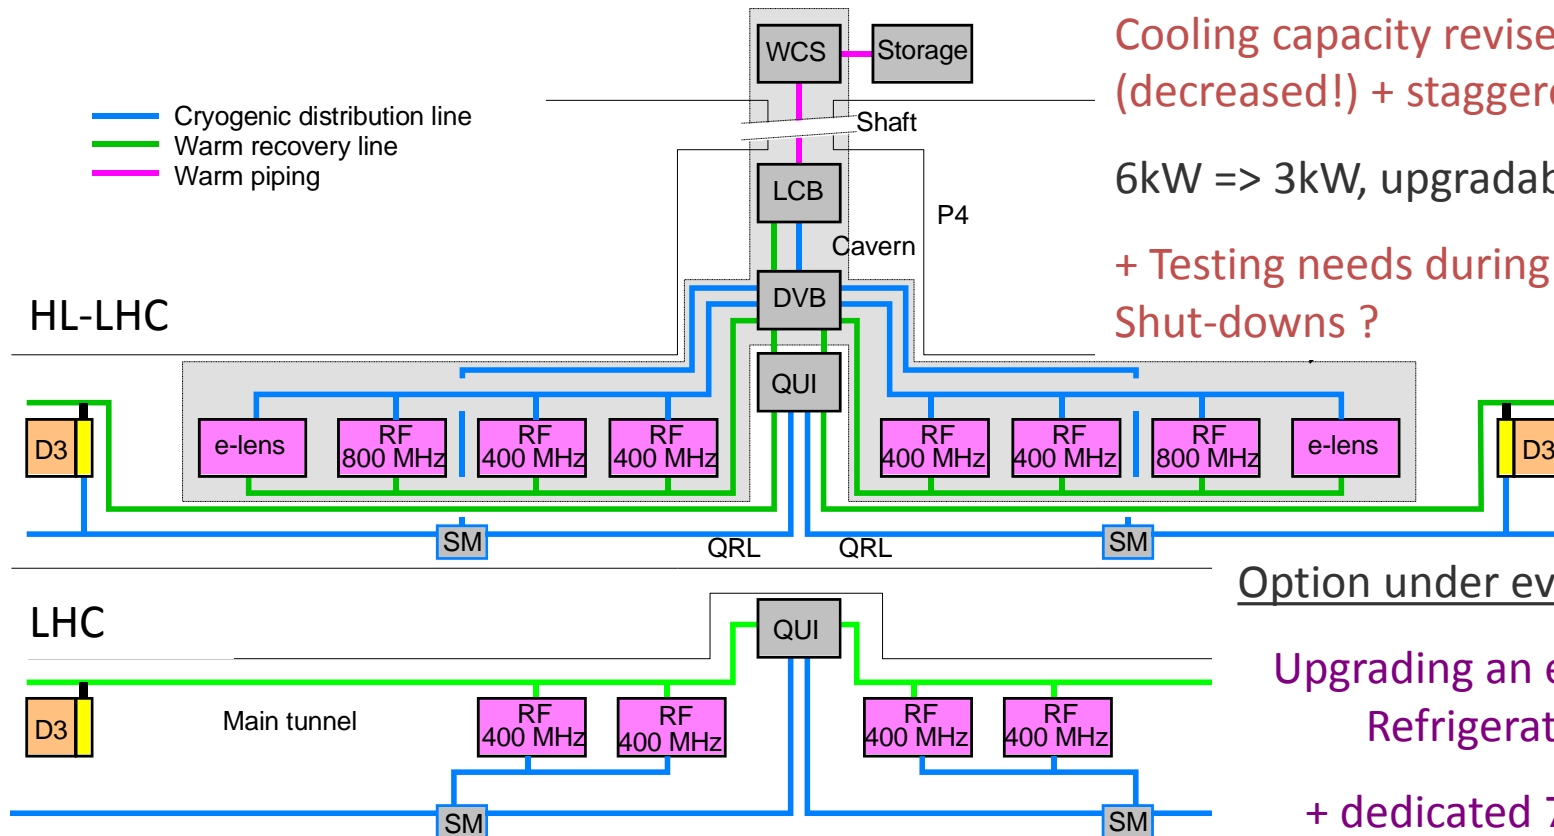 WCS
Storage
Cooling capacity revise
(decreased!) + staggere
Cryogenic distribution line
Warm recovery line
Warm piping
Shaft
6kW => 3kW, upgradab
LCB
P4
Cavern
+ Testing needs during
Shut-downs ?
DVB
HL-LHC
QUI
D3
e-lens
RF
800 MHz
RF
400 MHz
RF
400 MHz
RF
400 MHz
RF
400 MHz
RF
800 MHz
e-lens
D3
SM
QRL
QRL
SM
Option under ev
LHC
QUI
Upgrading an e
Refrigerat
D3
Main tunnel
RF
400 MHz
RF
400 MHz
RF
400 MHz
RF
400 MHz
+ dedicated 7
SM
SM